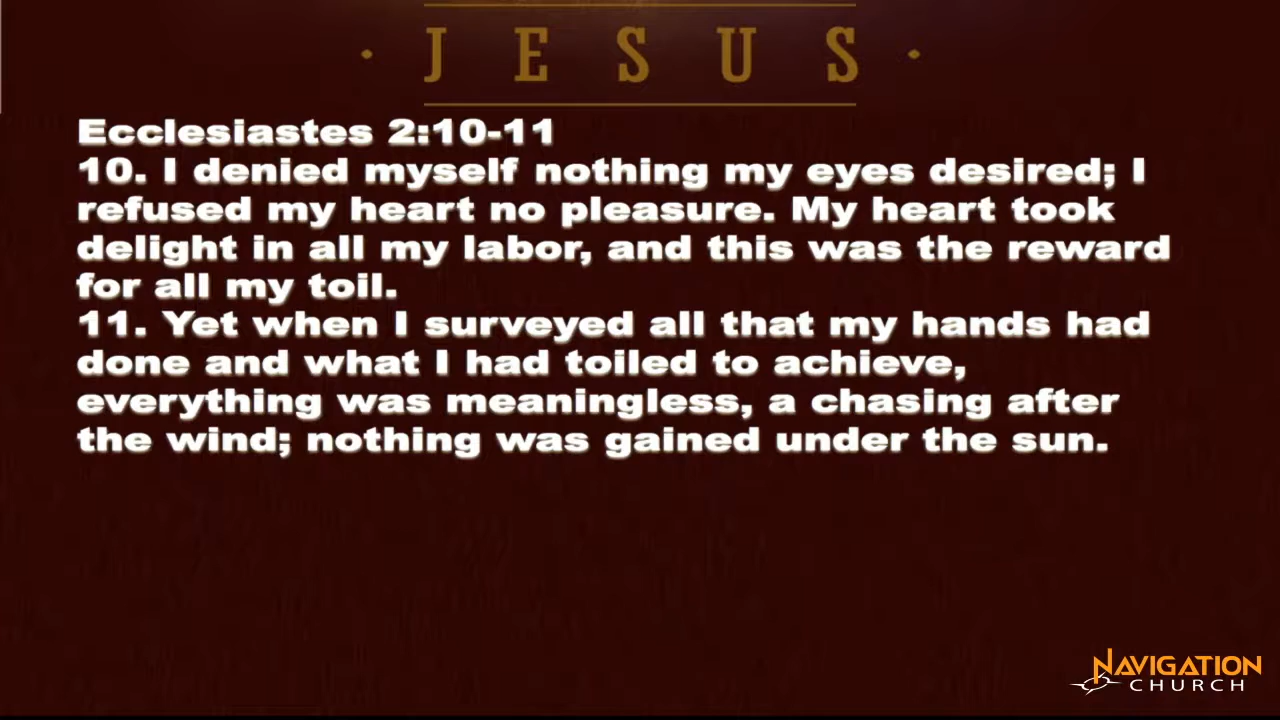 · J E S U S ·
Ecclesiastes 2:10-11
10. I denied myself nothing my eyes desired; I
refused my heart no pleasure. My heart took
delight in all my labor, and this was the reward
for all my toil.
11. Yet when I surveyed all that my hands had
done and what I had toiled to achieve,
everything was meaningless, a chasing after
the wind; nothing was gained under the sun.
NAVIGATION
CHURCH